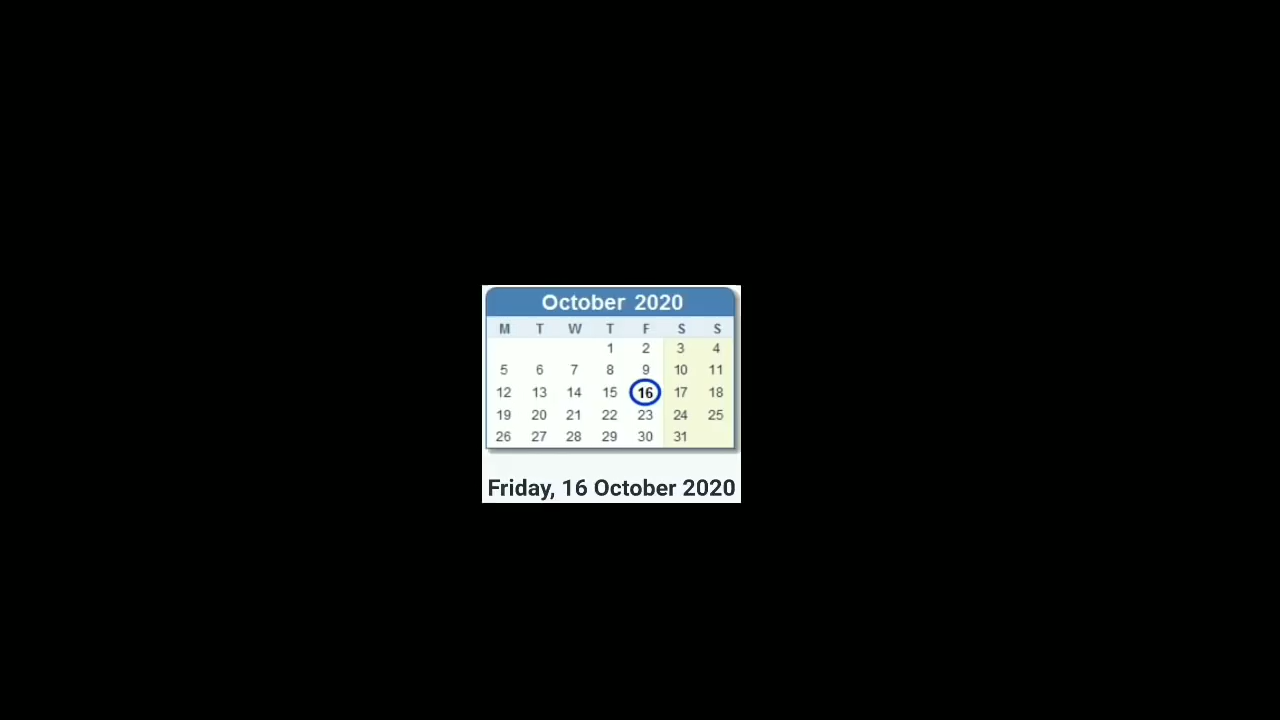 October 2020
M T W T F S S
1 2 3 4
5 6 7 8 9 10 11
12 13 14 15 16 17 18
19 20 21 22 23 24 25
26 27 28 29 30 31
Friday, 16 October 2020